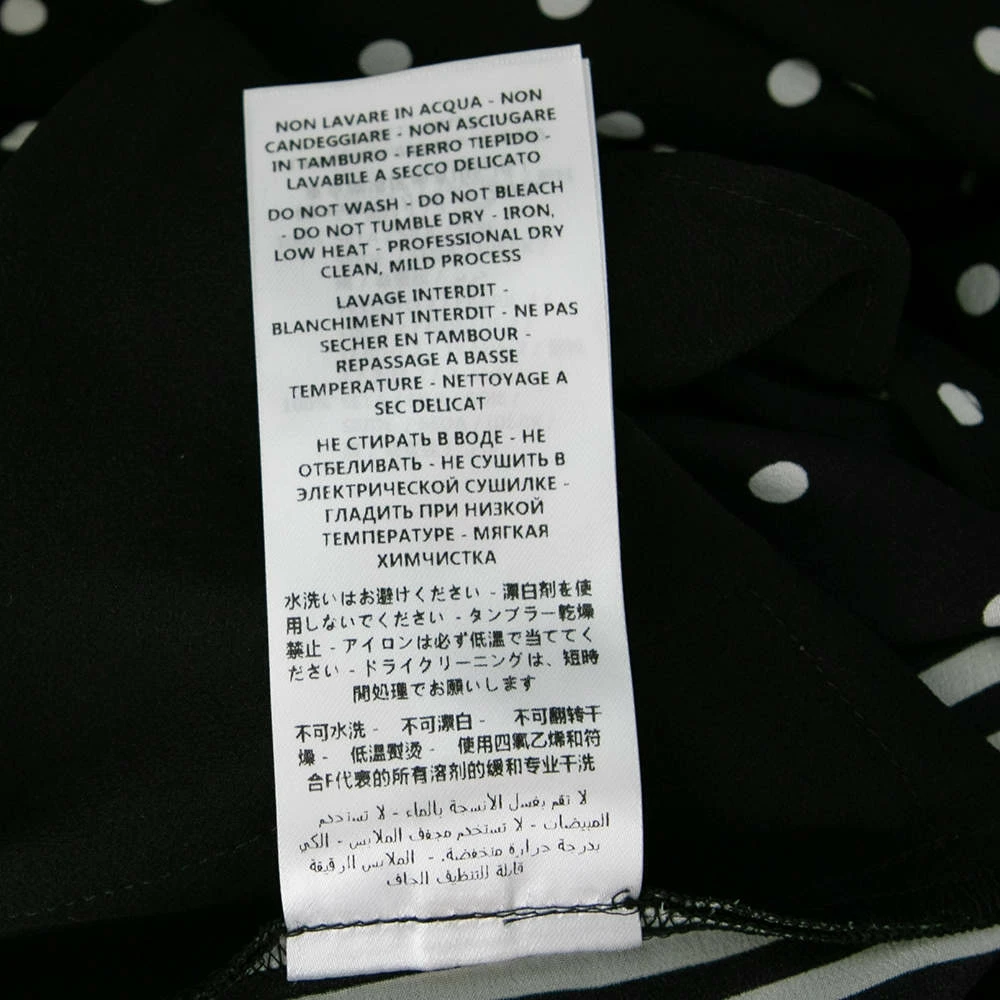 NON LAVARE IN ACQUA - NON
CANDEGGIARE - NON ASCIUGARE
IN TAMBURO - FERRO TIEPIDO -
LAVABILE A SECCO DELICATO
DO NOT WASH - DO NOT BLEACH
- DO NOT TUMBLE DRY - IRON,
LOW HEAT - PROFESSIONAL DRY
CLEAN, MILD PROCESS
LAVAGE INTERDIT -
BLANCHIMENT INTERDIT - NE PAS
SECHER EN TAMBOUR -
REPASSAGE A BASSE
TEMPERATURE - NETTOYAGE A
SEC DELICAT
НЕ СТИРАТЬ В ВОДЕ - НЕ
ОТБЕЛИВАТЬ - НЕ СУШИТЬ В
ЭЛЕКТРИЧЕСКОЙ СУШИЛКЕ -
ГЛАДИТЬ ПРИ НИЗКОЙ
ТЕМПЕРАТУРЕ - МЯГКАЯ
ХИМЧИСТКА
水洗いはお避けください - 漂白剤を使
用しないでください - タンブラー乾燥
禁止 - アイロンは必ず低温で当ててく
ださい - ドライクリーニングは、短時
間処理でお願いします
不可水洗 - 不可漂白 - 不可翻转干
燥 - 低温熨烫 - 使用四氯乙烯和符
合F代表的所有溶剂的缓和专业干洗
لا تقم بغسل الأنسجة بالماء - لا تستخدم
المبيضات - لا تستخدم مجفف الملابس - الكي
بدرجة حرارة منخفضة. - الملابس الرقيقة
قابلة للتنظيف الجاف